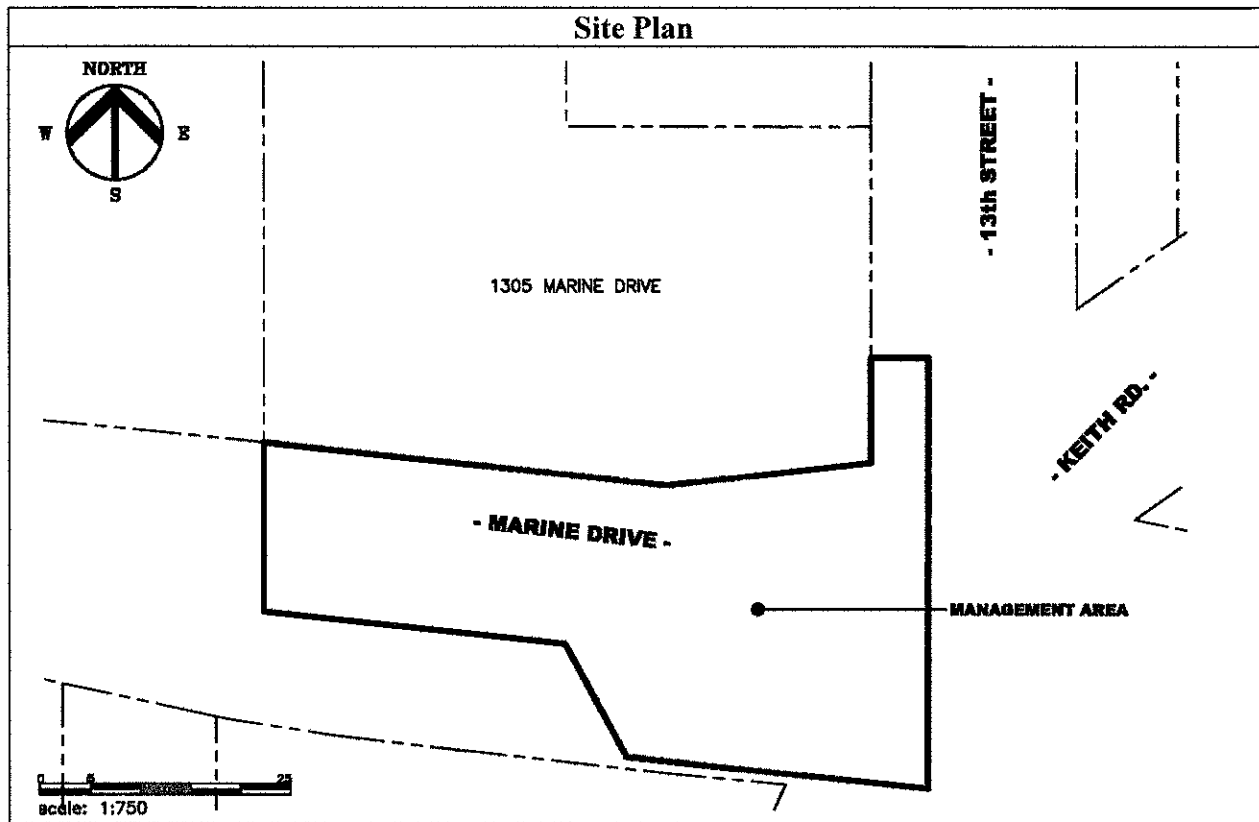 Site Plan
NORTH
W
E
S
- 13th STREET -
1305 MARINE DRIVE
- KEITH RD. -
- MARINE DRIVE -
MANAGEMENT AREA
0 5 25
scale: 1:750